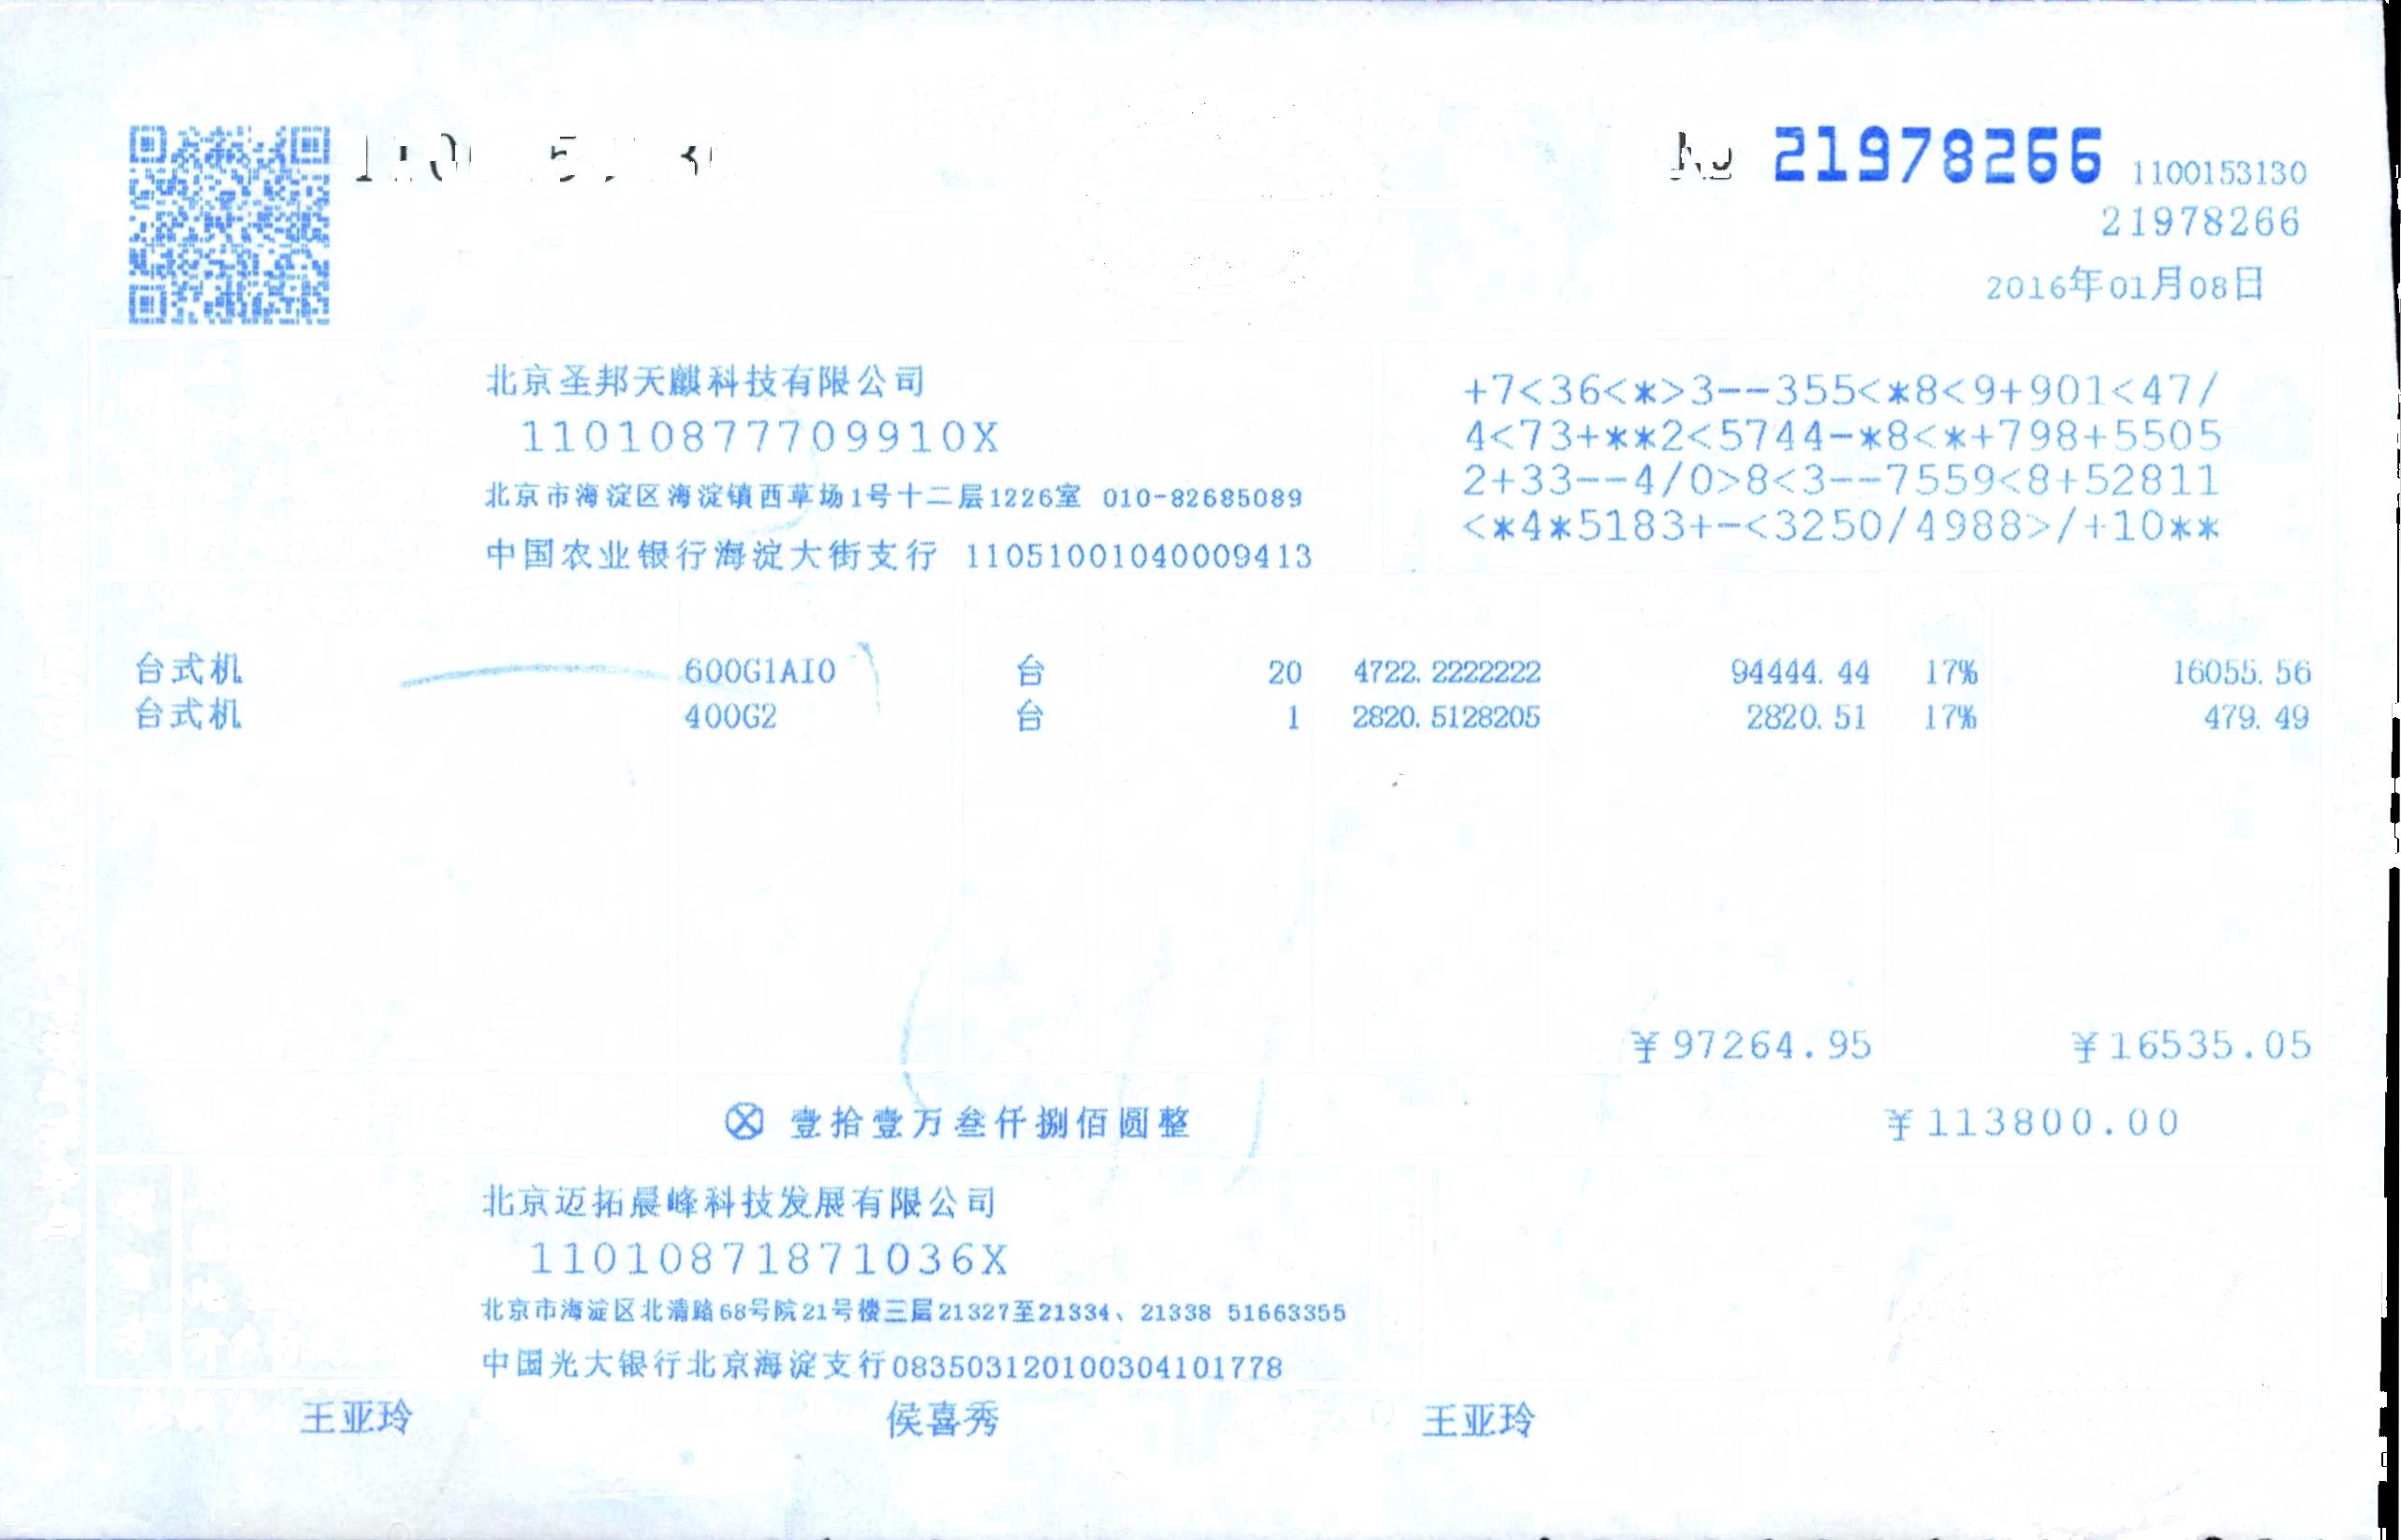 № 21978266 1100153130
21978266
2016年01月08日
北京圣邦天麒科技有限公司
11010877709910X
北京市海淀区海淀镇西草场1号十二层1226室 010-82685089
中国农业银行海淀大街支行 11051001040009413
+7<36<*>3--355<*8<9+901<47/
4<73+**2<5744-*8<*+798+5505
2+33--4/0>8<3--7559<8+52811
<*4*5183+-<3250/4988>/+10**
台式机 600G1AIO 台 20 4722.2222222 94444.44 17% 16055.56
台式机 400G2 台 1 2820.5128205 2820.51 17% 479.49
¥97264.95 ¥16535.05
ⓧ 壹拾壹万叁仟捌佰圆整 ¥113800.00
北京迈拓晨峰科技发展有限公司
11010871871036X
北京市海淀区北清路68号院21号楼三层21327至21334、21338 51663355
中国光大银行北京海淀支行083503120100304101778
王亚玲 侯喜秀 王亚玲